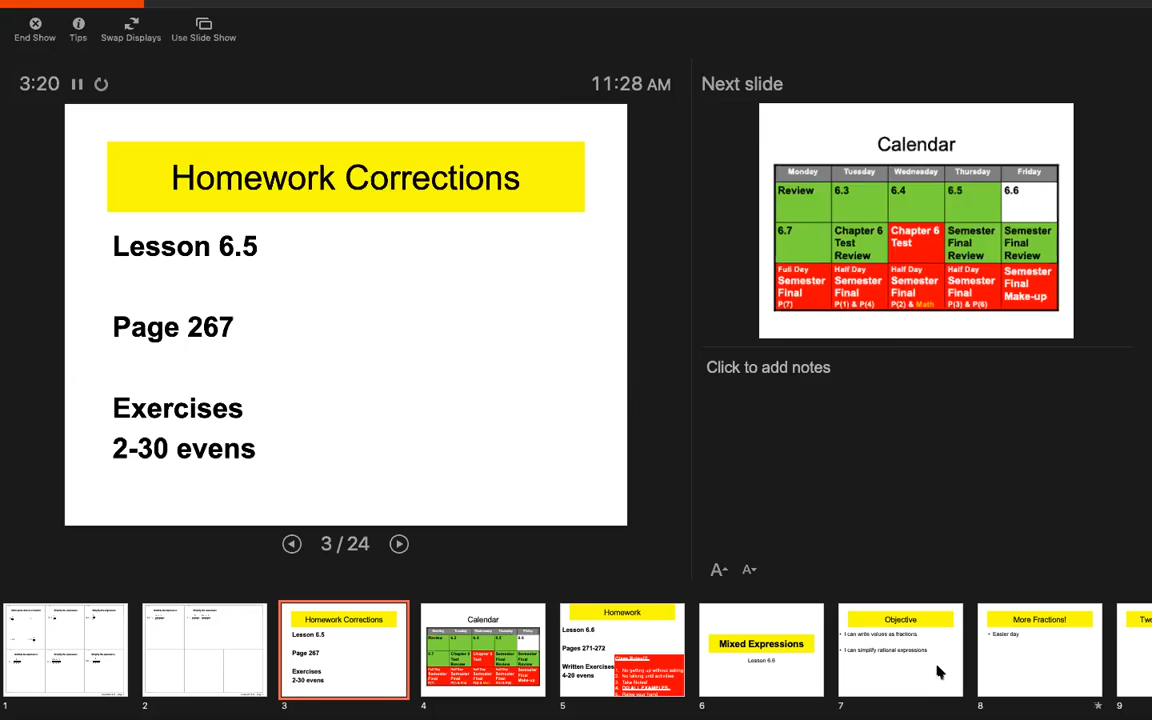 End Show
Tips
Swap Displays
Use Slide Show
3:20
11:28 AM
Homework Corrections
Lesson 6.5
Page 267
Exercises
2-30 evens
3 / 24
Next slide
Calendar
Monday Tuesday Wednesday Thursday Friday
Review 6.3 6.4 6.5 6.6
6.7 Chapter 6 Test Review Chapter 6 Test Semester Final Review Semester Final Review
Full Day Semester Final P(7) Half Day Semester Final P(1) & P(4) Half Day Semester Final P(2) & Math Half Day Semester Final P(3) & P(6) Semester Final Make-up
Click to add notes
A A
1
2
Homework Corrections
Lesson 6.5
Page 267
Exercises
2-30 evens
3
Calendar
4
Homework
Lesson 6.6
Pages 271-272
Written Exercises
4-20 evens
5
Mixed Expressions
Lesson 6.6
6
Objective
• I can write values as fractions
• I can simplify rational expressions
7
More Fractions!
• Easier day
8
9